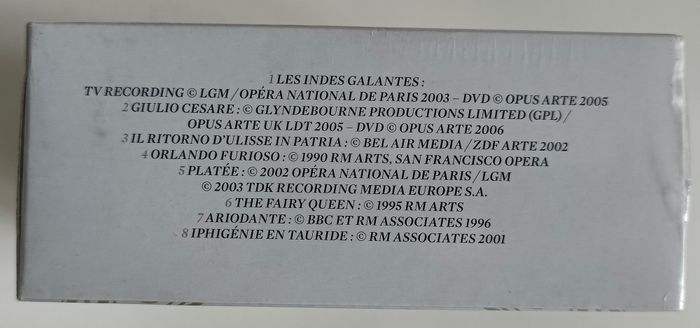 1 LES INDES GALANTES :
TV RECORDING © LGM / OPÉRA NATIONAL DE PARIS 2003 – DVD © OPUS ARTE 2005
2 GIULIO CESARE : © GLYNDEBOURNE PRODUCTIONS LIMITED (GPL) /
OPUS ARTE UK LDT 2005 – DVD © OPUS ARTE 2006
3 IL RITORNO D'ULISSE IN PATRIA : © BEL AIR MEDIA / ZDF ARTE 2002
4 ORLANDO FURIOSO : © 1990 RM ARTS, SAN FRANCISCO OPERA
5 PLATÉE : © 2002 OPÉRA NATIONAL DE PARIS / LGM
© 2003 TDK RECORDING MEDIA EUROPE S.A.
6 THE FAIRY QUEEN : © 1995 RM ARTS
7 ARIODANTE : © BBC ET RM ASSOCIATES 1996
8 IPHIGÉNIE EN TAURIDE : © RM ASSOCIATES 2001